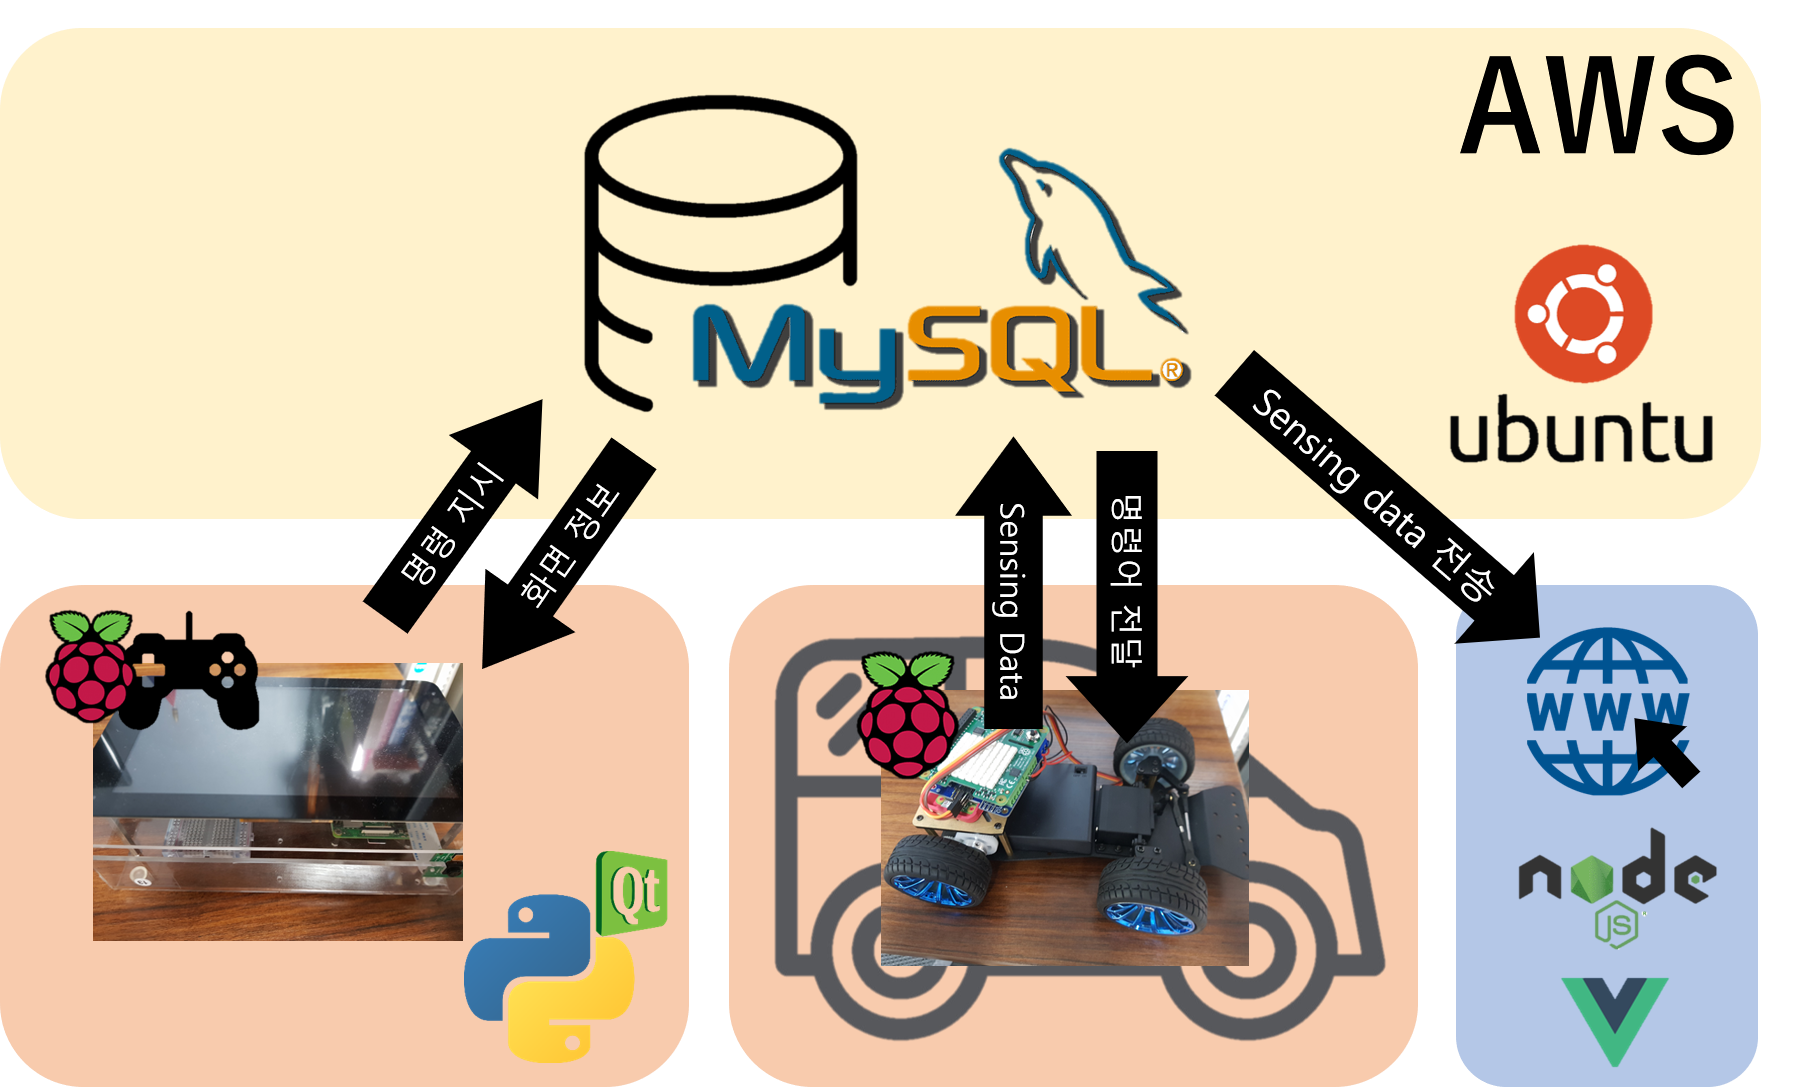 AWS
MySQL®
ubuntu
명령 지시
화면 정보
Sensing Data
명령어 전달
Sensing data 전송
WWW
Qt
node
JS